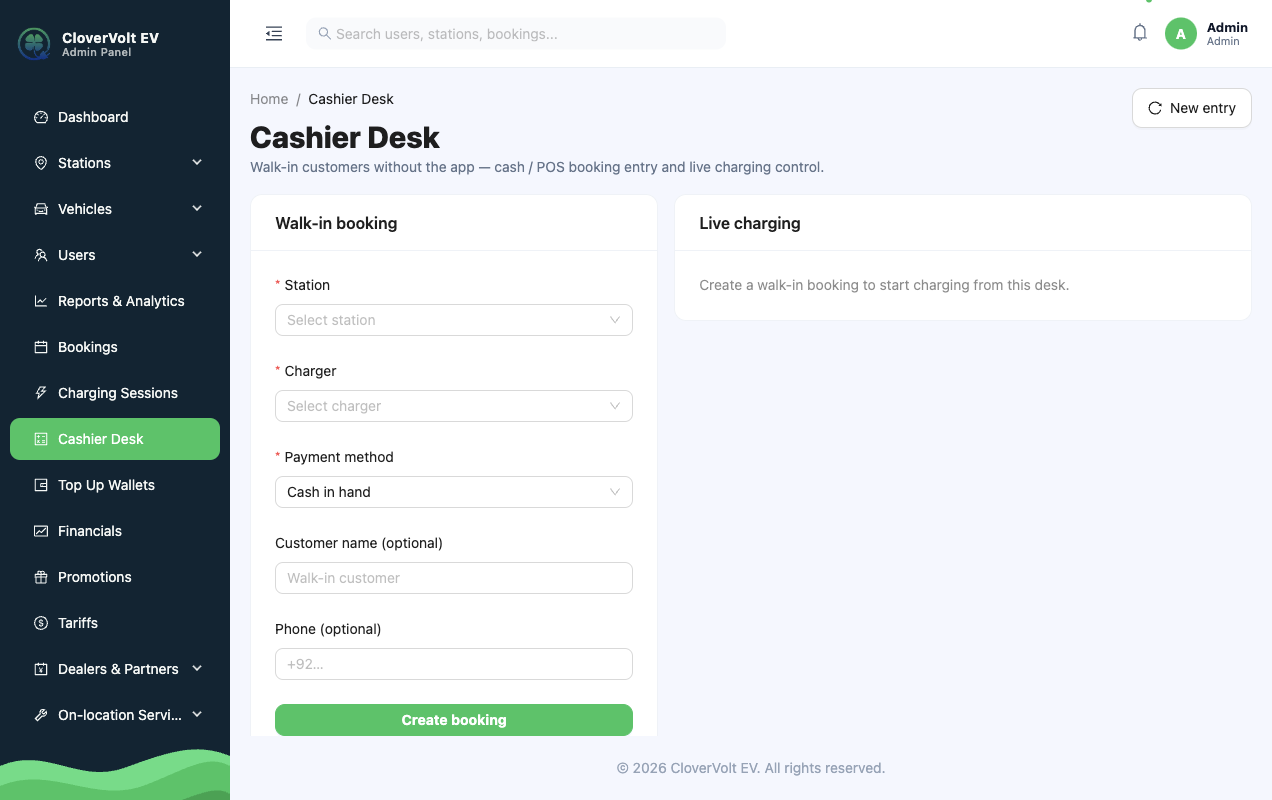 CloverVolt EV
Admin Panel
Dashboard
Stations
Vehicles
Users
Reports & Analytics
Bookings
Charging Sessions
Cashier Desk
Top Up Wallets
Financials
Promotions
Tariffs
Dealers & Partners
On-location Servi...
Search users, stations, bookings...
A
Admin
Admin
Home / Cashier Desk
New entry
Cashier Desk
Walk-in customers without the app — cash / POS booking entry and live charging control.
Walk-in booking
* Station
Select station
* Charger
Select charger
* Payment method
Cash in hand
Customer name (optional)
Walk-in customer
Phone (optional)
+92...
Create booking
Live charging
Create a walk-in booking to start charging from this desk.
© 2026 CloverVolt EV. All rights reserved.